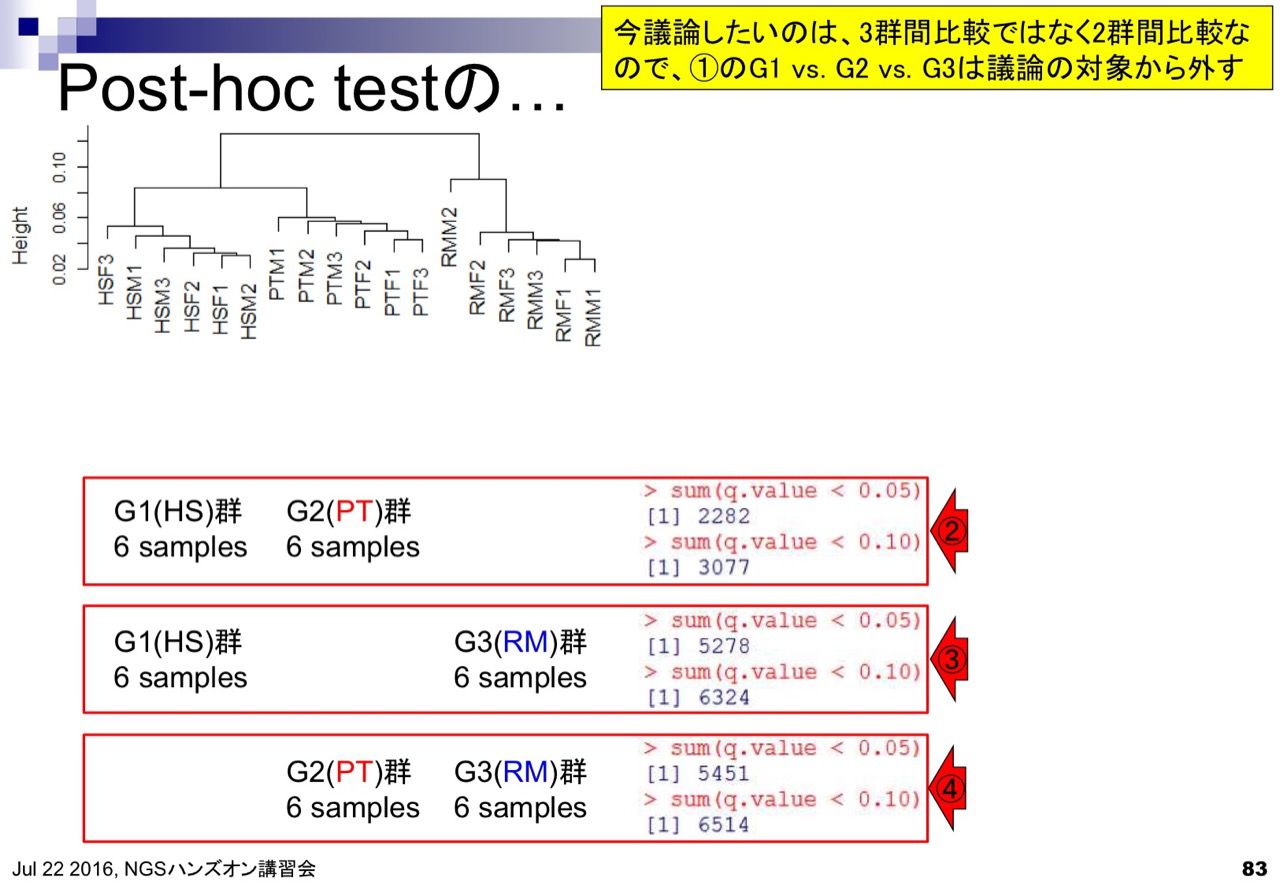 今議論したいのは、3群間比較ではなく2群間比較な
ので、①のG1 vs. G2 vs. G3は議論の対象から外す
Post-hoc testの…
Height
0.10
0.06
0.02
HSF3
HSM1
HSM3
HSF2
HSF1
HSM2
PTM1
PTM2
PTM3
PTF2
PTF1
PTF3
RMM2
RMF2
RMF3
RMM3
RMF1
RMM1
G1(HS)群 G2(PT)群
6 samples 6 samples
> sum(q.value < 0.05)
[1] 2282
> sum(q.value < 0.10)
[1] 3077
②
G1(HS)群 G3(RM)群
6 samples 6 samples
> sum(q.value < 0.05)
[1] 5278
> sum(q.value < 0.10)
[1] 6324
③
G2(PT)群 G3(RM)群
6 samples 6 samples
> sum(q.value < 0.05)
[1] 5451
> sum(q.value < 0.10)
[1] 6514
④
Jul 22 2016, NGSハンズオン講習会
83